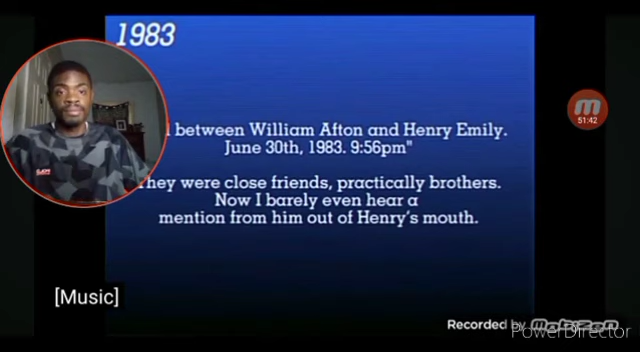 1983
between William Afton and Henry Emily.
June 30th, 1983. 9:56pm"
They were close friends, practically brothers.
Now I barely even hear a
mention from him out of Henry's mouth.
51:42
[Music]
Recorded by Mobizen
PowerDirector